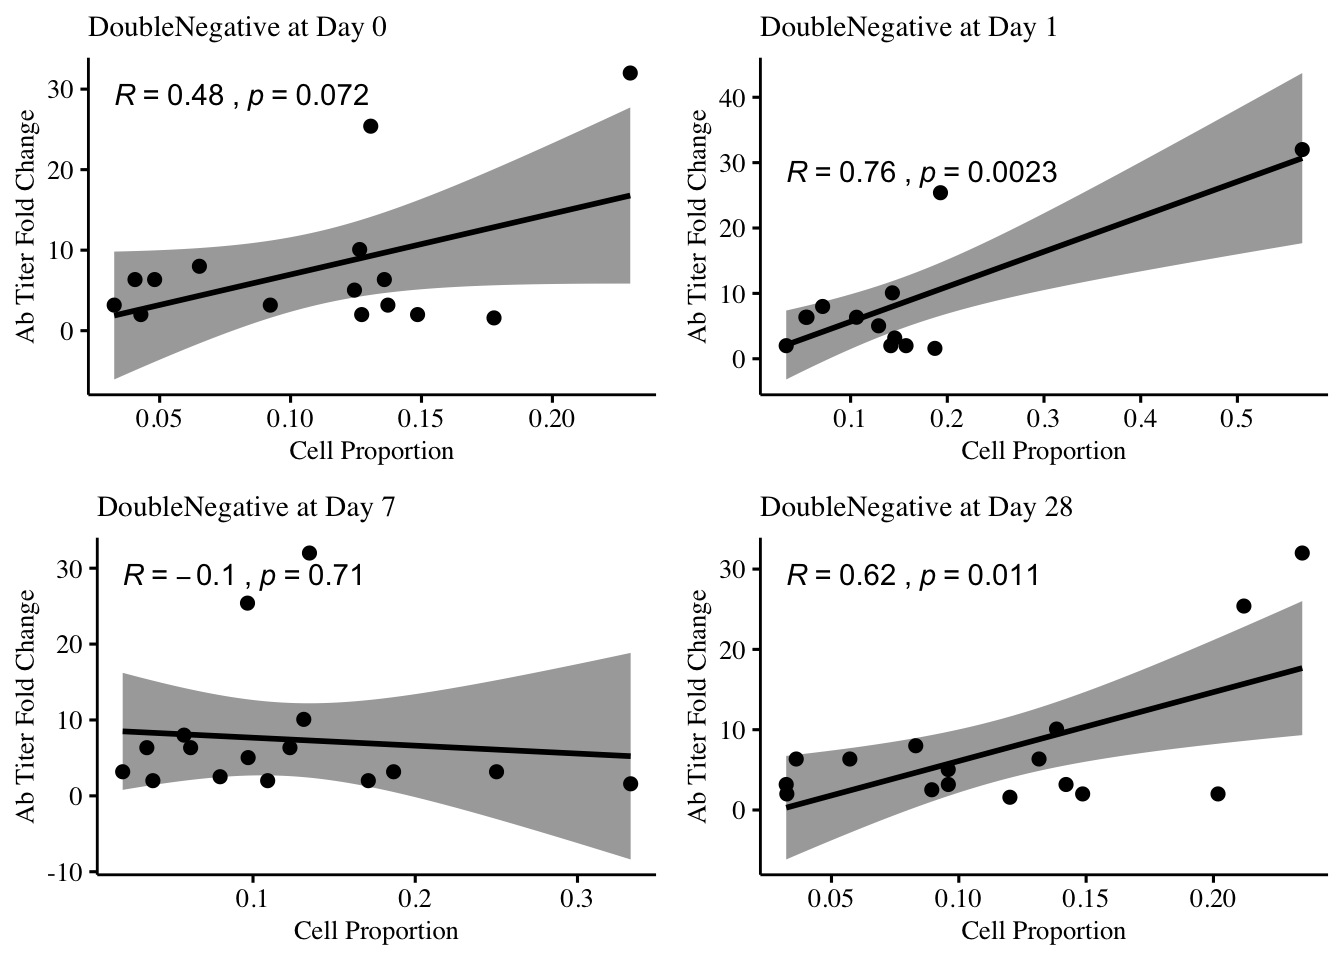 DoubleNegative at Day 0
R = 0.48 , p = 0.072
Ab Titer Fold Change
30
20
10
0
0.05 0.10 0.15 0.20
Cell Proportion
DoubleNegative at Day 1
R = 0.76 , p = 0.0023
Ab Titer Fold Change
40
30
20
10
0
0.1 0.2 0.3 0.4 0.5
Cell Proportion
DoubleNegative at Day 7
R = −0.1 , p = 0.71
Ab Titer Fold Change
30
20
10
0
-10
0.1 0.2 0.3
Cell Proportion
DoubleNegative at Day 28
R = 0.62 , p = 0.011
Ab Titer Fold Change
30
20
10
0
0.05 0.10 0.15 0.20
Cell Proportion